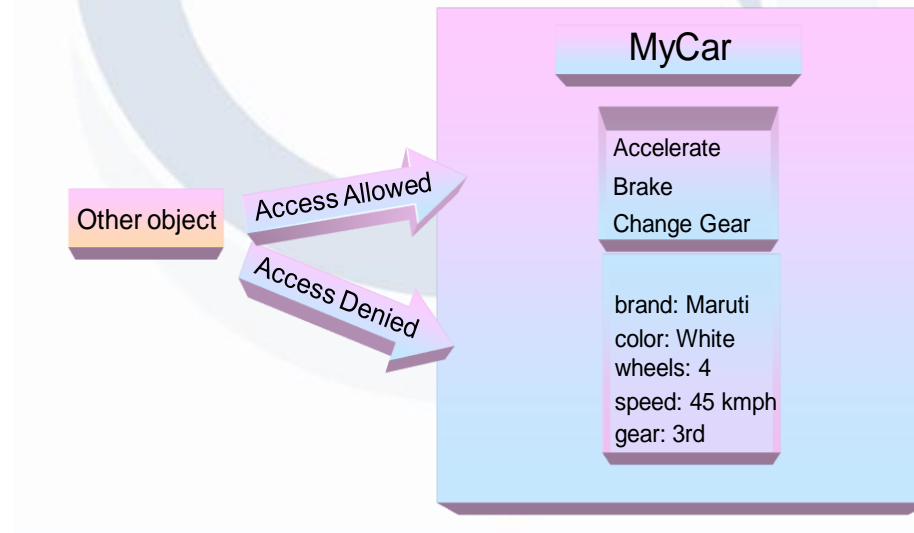 MyCar
Accelerate
Brake
Change Gear
Other object
Access Allowed
Access Denied
brand: Maruti
color: White
wheels: 4
speed: 45 kmph
gear: 3rd